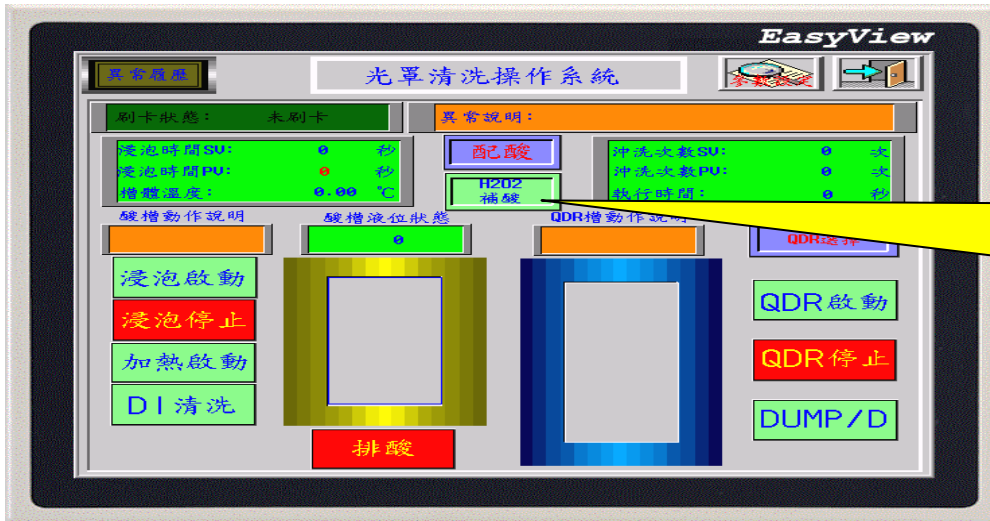 EasyView
異常履歷
光罩清洗操作系統
參數設定
刷卡狀態: 未刷卡
異常說明:
浸泡時間SV: 0 秒
浸泡時間PV: 0 秒
槽體溫度: 0.00 ℃
配酸
H2O2
補酸
沖洗次數SV: 0 次
沖洗次數PV: 0 次
執行時間: 0 秒
酸槽動作說明
酸槽液位狀態
QDR槽動作說明
0
QDR選擇
浸泡啟動
浸泡停止
加熱啟動
DI清洗
排酸
QDR啟動
QDR停止
DUMP/D